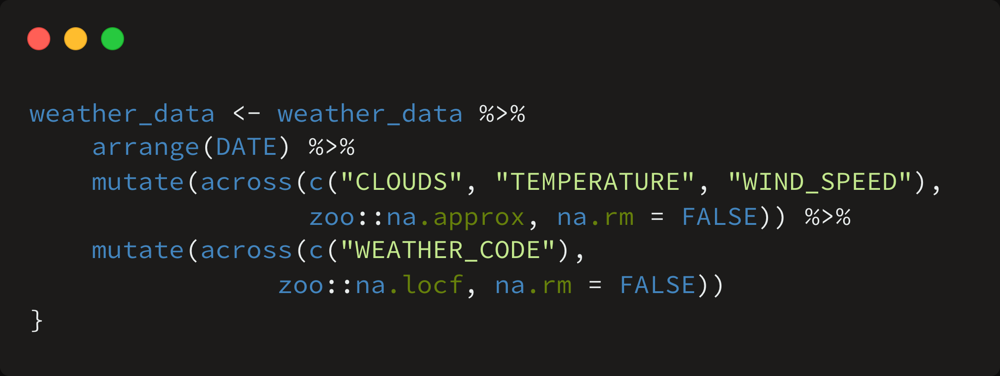 weather_data <- weather_data %>%
    arrange(DATE) %>%
    mutate(across(c("CLOUDS", "TEMPERATURE", "WIND_SPEED"),
                  zoo::na.approx, na.rm = FALSE)) %>%
    mutate(across(c("WEATHER_CODE"),
                zoo::na.locf, na.rm = FALSE))
}